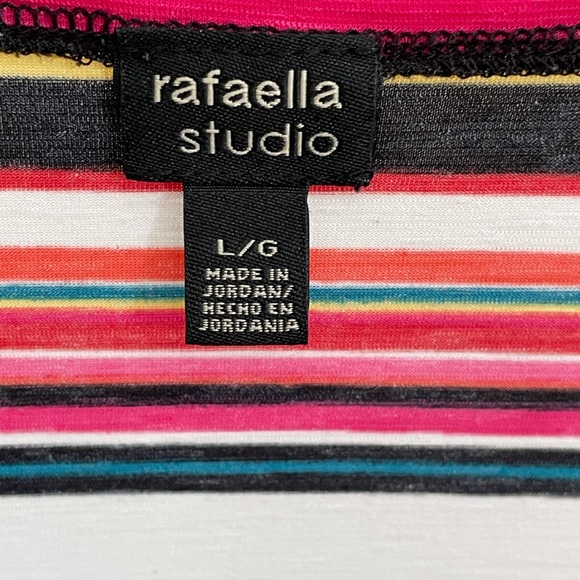 rafaella
studio
L/G
MADE IN
JORDAN/
HECHO EN
JORDANIA